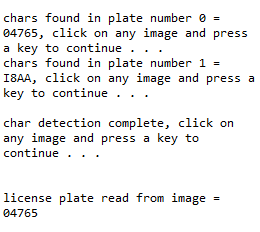 chars found in plate number 0 =
04765, click on any image and press
a key to continue . . .
chars found in plate number 1 =
I8AA, click on any image and press a
key to continue . . .
char detection complete, click on
any image and press a key to
continue . . .
license plate read from image =
04765